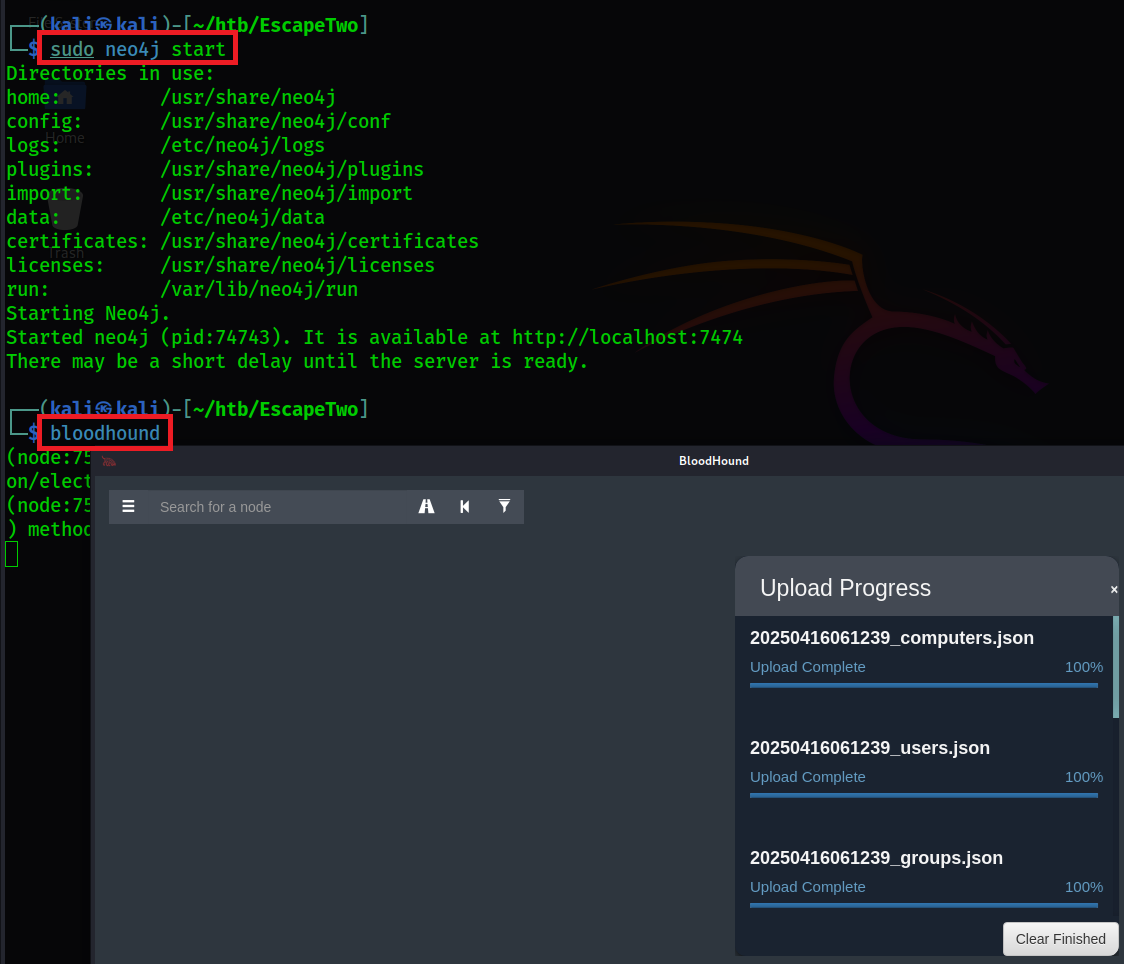 ┌──(kali㉿kali)-[~/htb/EscapeTwo]
└─$ sudo neo4j start
Directories in use:
home: /usr/share/neo4j
config: /usr/share/neo4j/conf
Home
logs: /etc/neo4j/logs
plugins: /usr/share/neo4j/plugins
import: /usr/share/neo4j/import
data: /etc/neo4j/data
certificates: /usr/share/neo4j/certificates
Trash
licenses: /usr/share/neo4j/licenses
run: /var/lib/neo4j/run
Starting Neo4j.
Started neo4j (pid:74743). It is available at http://localhost:7474
There may be a short delay until the server is ready.
┌──(kali㉿kali)-[~/htb/EscapeTwo]
└─$ bloodhound
(node:75
on/elect
(node:75
) method
BloodHound
Search for a node
Upload Progress
×
20250416061239_computers.json
Upload Complete 100%
20250416061239_users.json
Upload Complete 100%
20250416061239_groups.json
Upload Complete 100%
Clear Finished